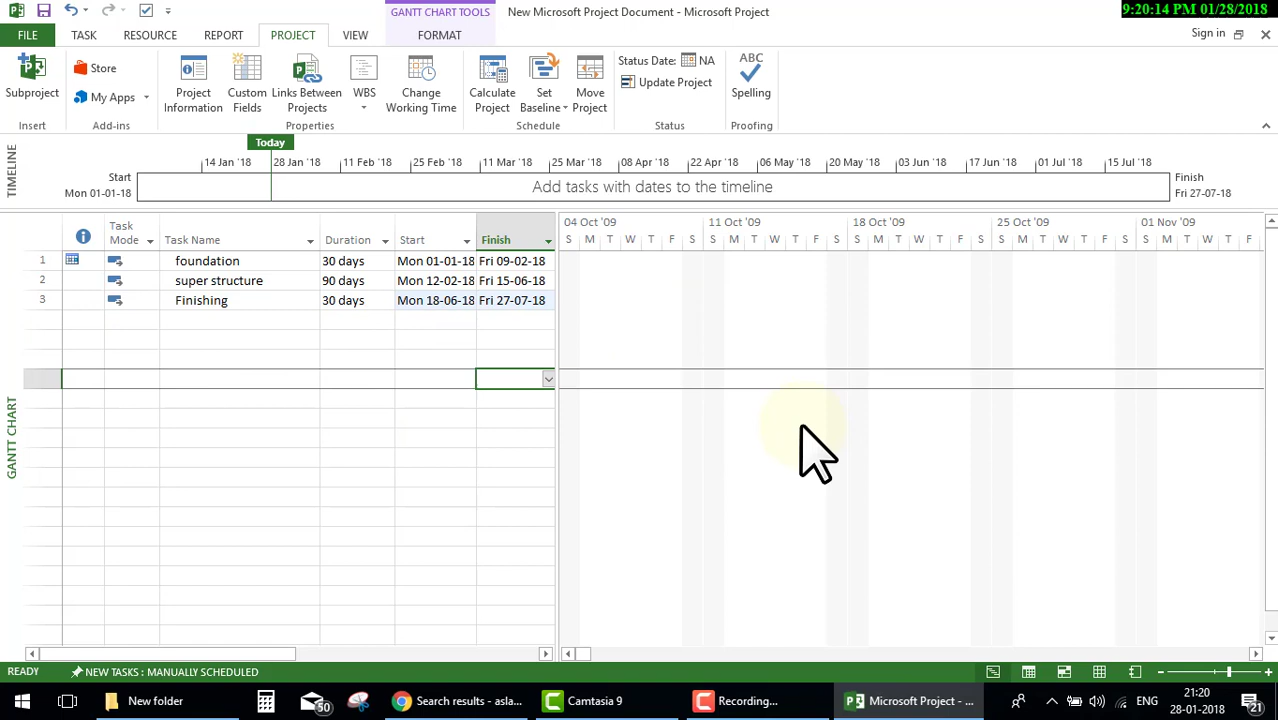 New Microsoft Project Document - Microsoft Project
GANTT CHART TOOLS
9:20:14 PM 01/28/2018
FILE TASK RESOURCE REPORT PROJECT VIEW FORMAT Sign in
Subproject
Store
My Apps
Project Information
Custom Fields
Links Between Projects
WBS
Change Working Time
Calculate Project
Set Baseline
Move Project
Status Date: NA
Update Project
ABC
Spelling
Insert Add-ins Properties Schedule Status Proofing
TIMELINE
Today
14 Jan '18 28 Jan '18 11 Feb '18 25 Feb '18 11 Mar '18 25 Mar '18 08 Apr '18 22 Apr '18 06 May '18 20 May '18 03 Jun '18 17 Jun '18 01 Jul '18 15 Jul '18
Start
Mon 01-01-18
Add tasks with dates to the timeline
Finish
Fri 27-07-18
GANTT CHART
Task Mode Task Name Duration Start Finish
04 Oct '09 11 Oct '09 18 Oct '09 25 Oct '09 01 Nov '09
S M T W T F S S M T W T F S S M T W T F S S M T W T F S S M T W T F
1 foundation 30 days Mon 01-01-18 Fri 09-02-18
2 super structure 90 days Mon 12-02-18 Fri 15-06-18
3 Finishing 30 days Mon 18-06-18 Fri 27-07-18
READY NEW TASKS : MANUALLY SCHEDULED
New folder
50
Search results - asla...
Camtasia 9
Recording...
Microsoft Project - ...
ENG
21:20
28-01-2018
21